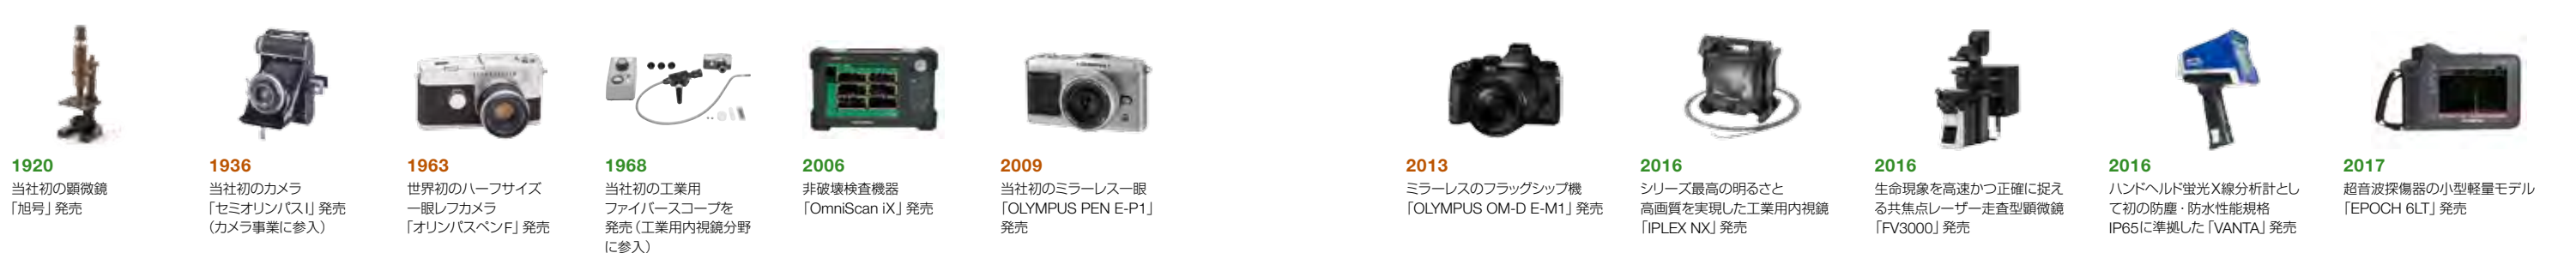 1920
当社初の顕微鏡
「旭号」発売
1936
当社初のカメラ
「セミオリンパスI」発売
（カメラ事業に参入）
1963
世界初のハーフサイズ
一眼レフカメラ
「オリンパスペンF」発売
1968
当社初の工業用
ファイバースコープを
発売（工業用内視鏡分野
に参入）
2006
非破壊検査機器
「OmniScan iX」発売
2009
当社初のミラーレス一眼
「OLYMPUS PEN E-P1」
発売
2013
ミラーレスのフラッグシップ機
「OLYMPUS OM-D E-M1」発売
2016
シリーズ最高の明るさと
高画質を実現した工業用内視鏡
「IPLEX NX」発売
2016
生命現象を高速かつ正確に捉え
る共焦点レーザー走査型顕微鏡
「FV3000」発売
2016
ハンドヘルド蛍光X線分析計とし
て初の防塵・防水性能規格
IP65に準拠した「VANTA」発売
2017
超音波探傷器の小型軽量モデル
「EPOCH 6LT」発売